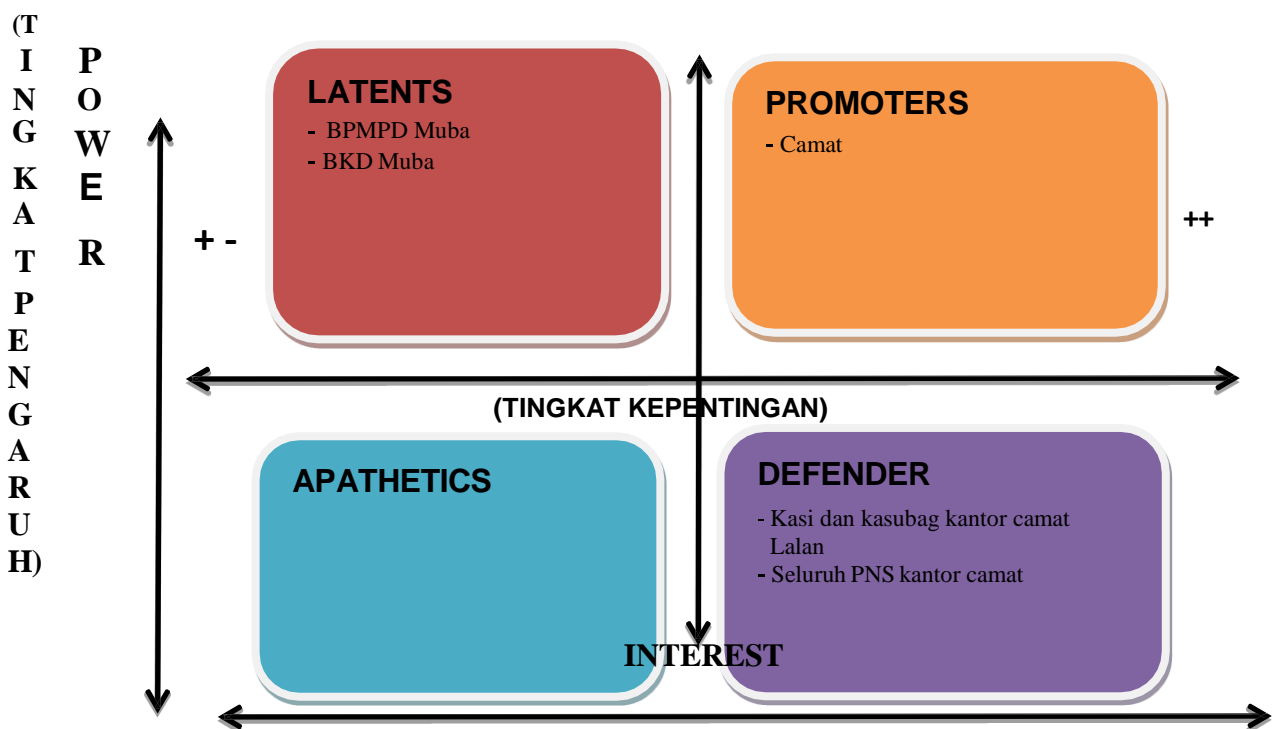 (TINGKAT PENGARUH)
POWER
LATENTS
- BPMPD Muba
- BKD Muba
PROMOTERS
- Camat
+ -
++
(TINGKAT KEPENTINGAN)
APATHETICS
DEFENDER
- Kasi dan kasubag kantor camat
Lalan
- Seluruh PNS kantor camat
INTEREST